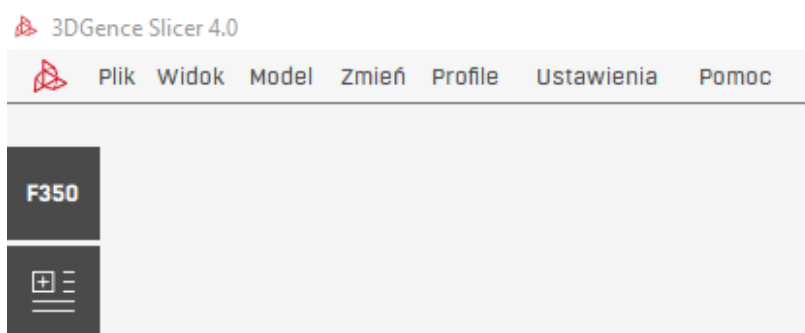 3DGence Slicer 4.0
Plik Widok Model Zmień Profile Ustawienia Pomoc
F350